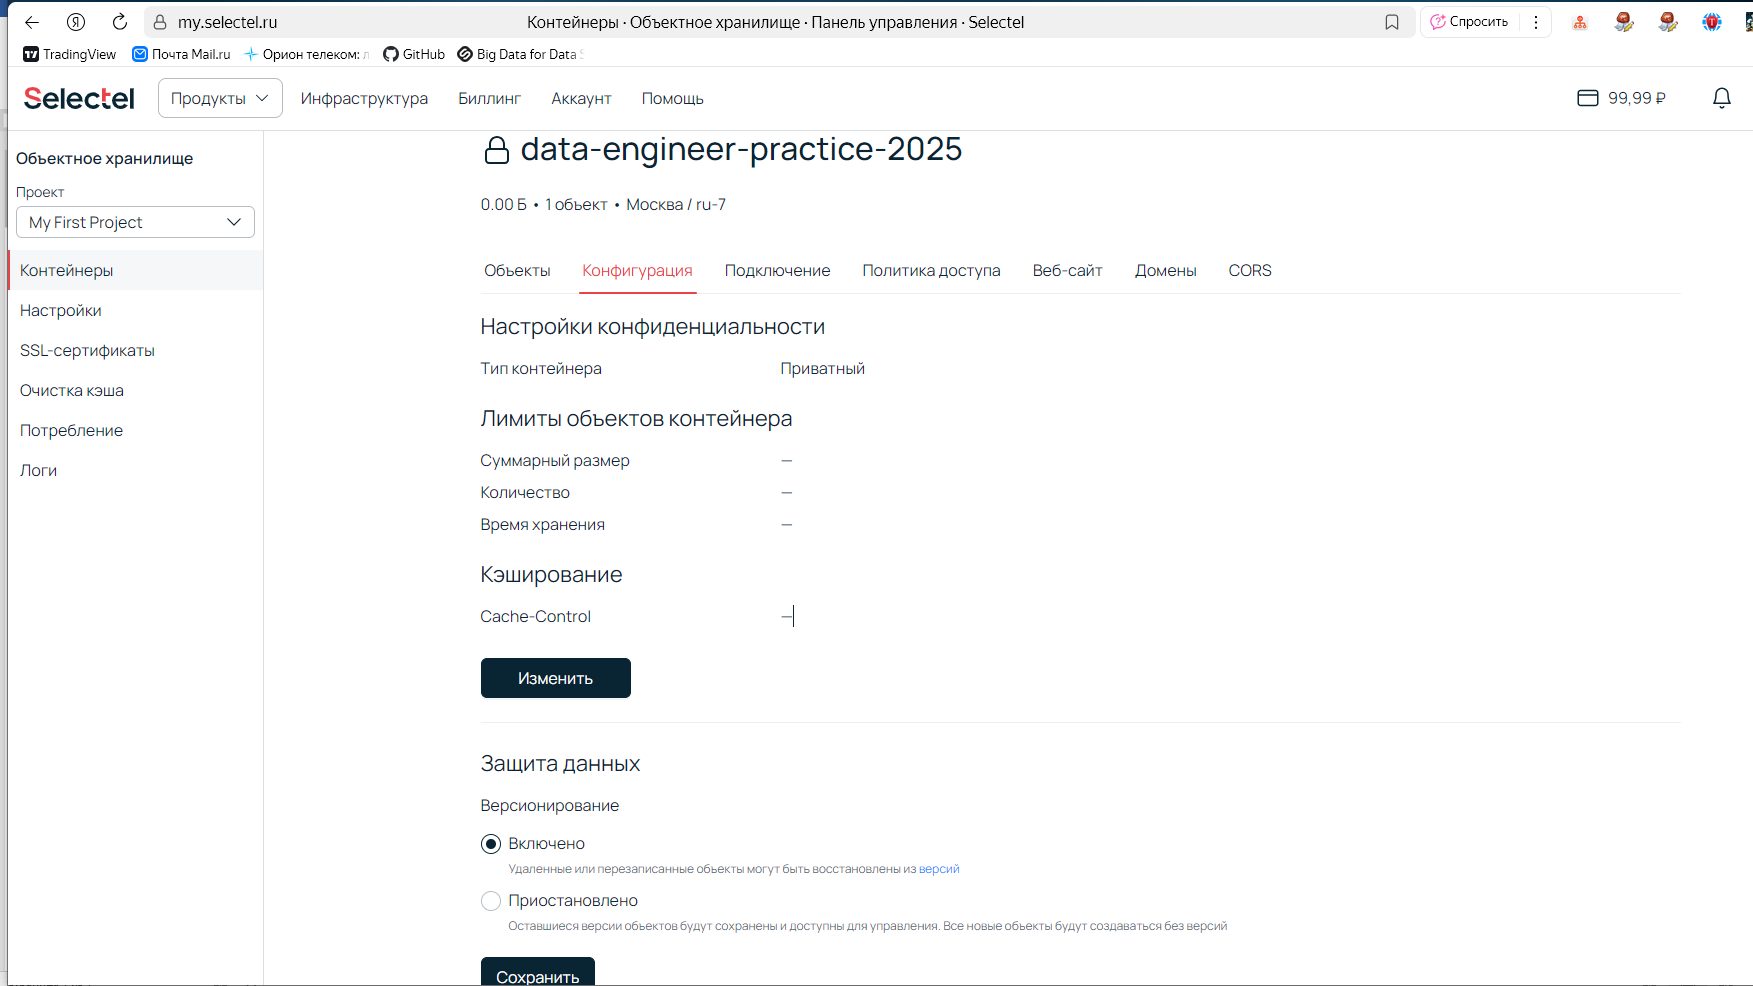 my.selectel.ru
Контейнеры · Объектное хранилище · Панель управления · Selectel
Спросить
TradingView
Почта Mail.ru
Орион телеком:
GitHub
Big Data for Data
Selectel
Продукты
Инфраструктура
Биллинг
Аккаунт
Помощь
99,99 ₽
Объектное хранилище
Проект
My First Project
Контейнеры
Настройки
SSL-сертификаты
Очистка кэша
Потребление
Логи
data-engineer-practice-2025
0.00 Б • 1 объект • Москва / ru-7
Объекты
Конфигурация
Подключение
Политика доступа
Веб-сайт
Домены
CORS
Настройки конфиденциальности
Тип контейнера Приватный
Лимиты объектов контейнера
Суммарный размер —
Количество —
Время хранения —
Кэширование
Cache-Control —
Изменить
Защита данных
Версионирование
Включено
Удаленные или перезаписанные объекты могут быть восстановлены из версий
Приостановлено
Оставшиеся версии объектов будут сохранены и доступны для управления. Все новые объекты будут создаваться без версий
Сохранить